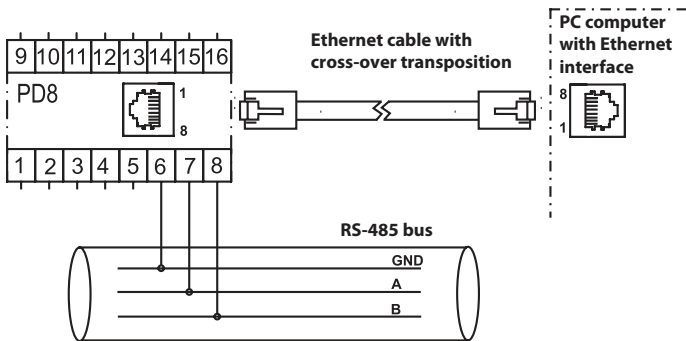 9 10 11 12 13 14 15 16
PD8
1
8
1 2 3 4 5 6 7 8
Ethernet cable with
cross-over transposition
PC computer
with Ethernet
interface
8
1
RS-485 bus
GND
A
B